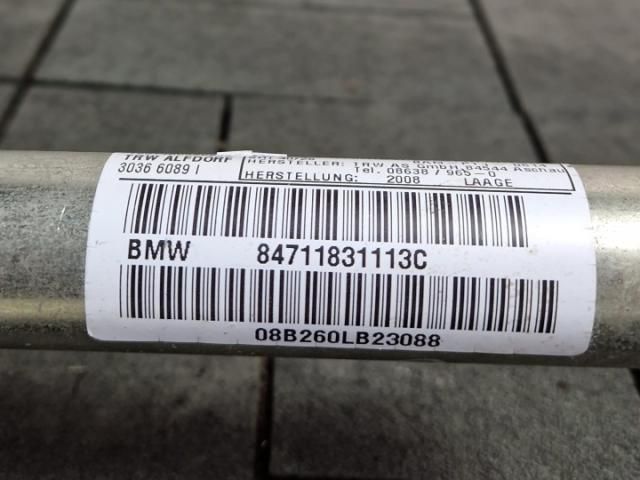 TRW ALFDORF
3036 6089 I
HERSTELLER: TRW AS GmbH, 84544 Aschau
Tel. 08638 / 965-0
HERSTELLUNG: 2008 LAAGE
BMW 84711831113C
08B260LB23088